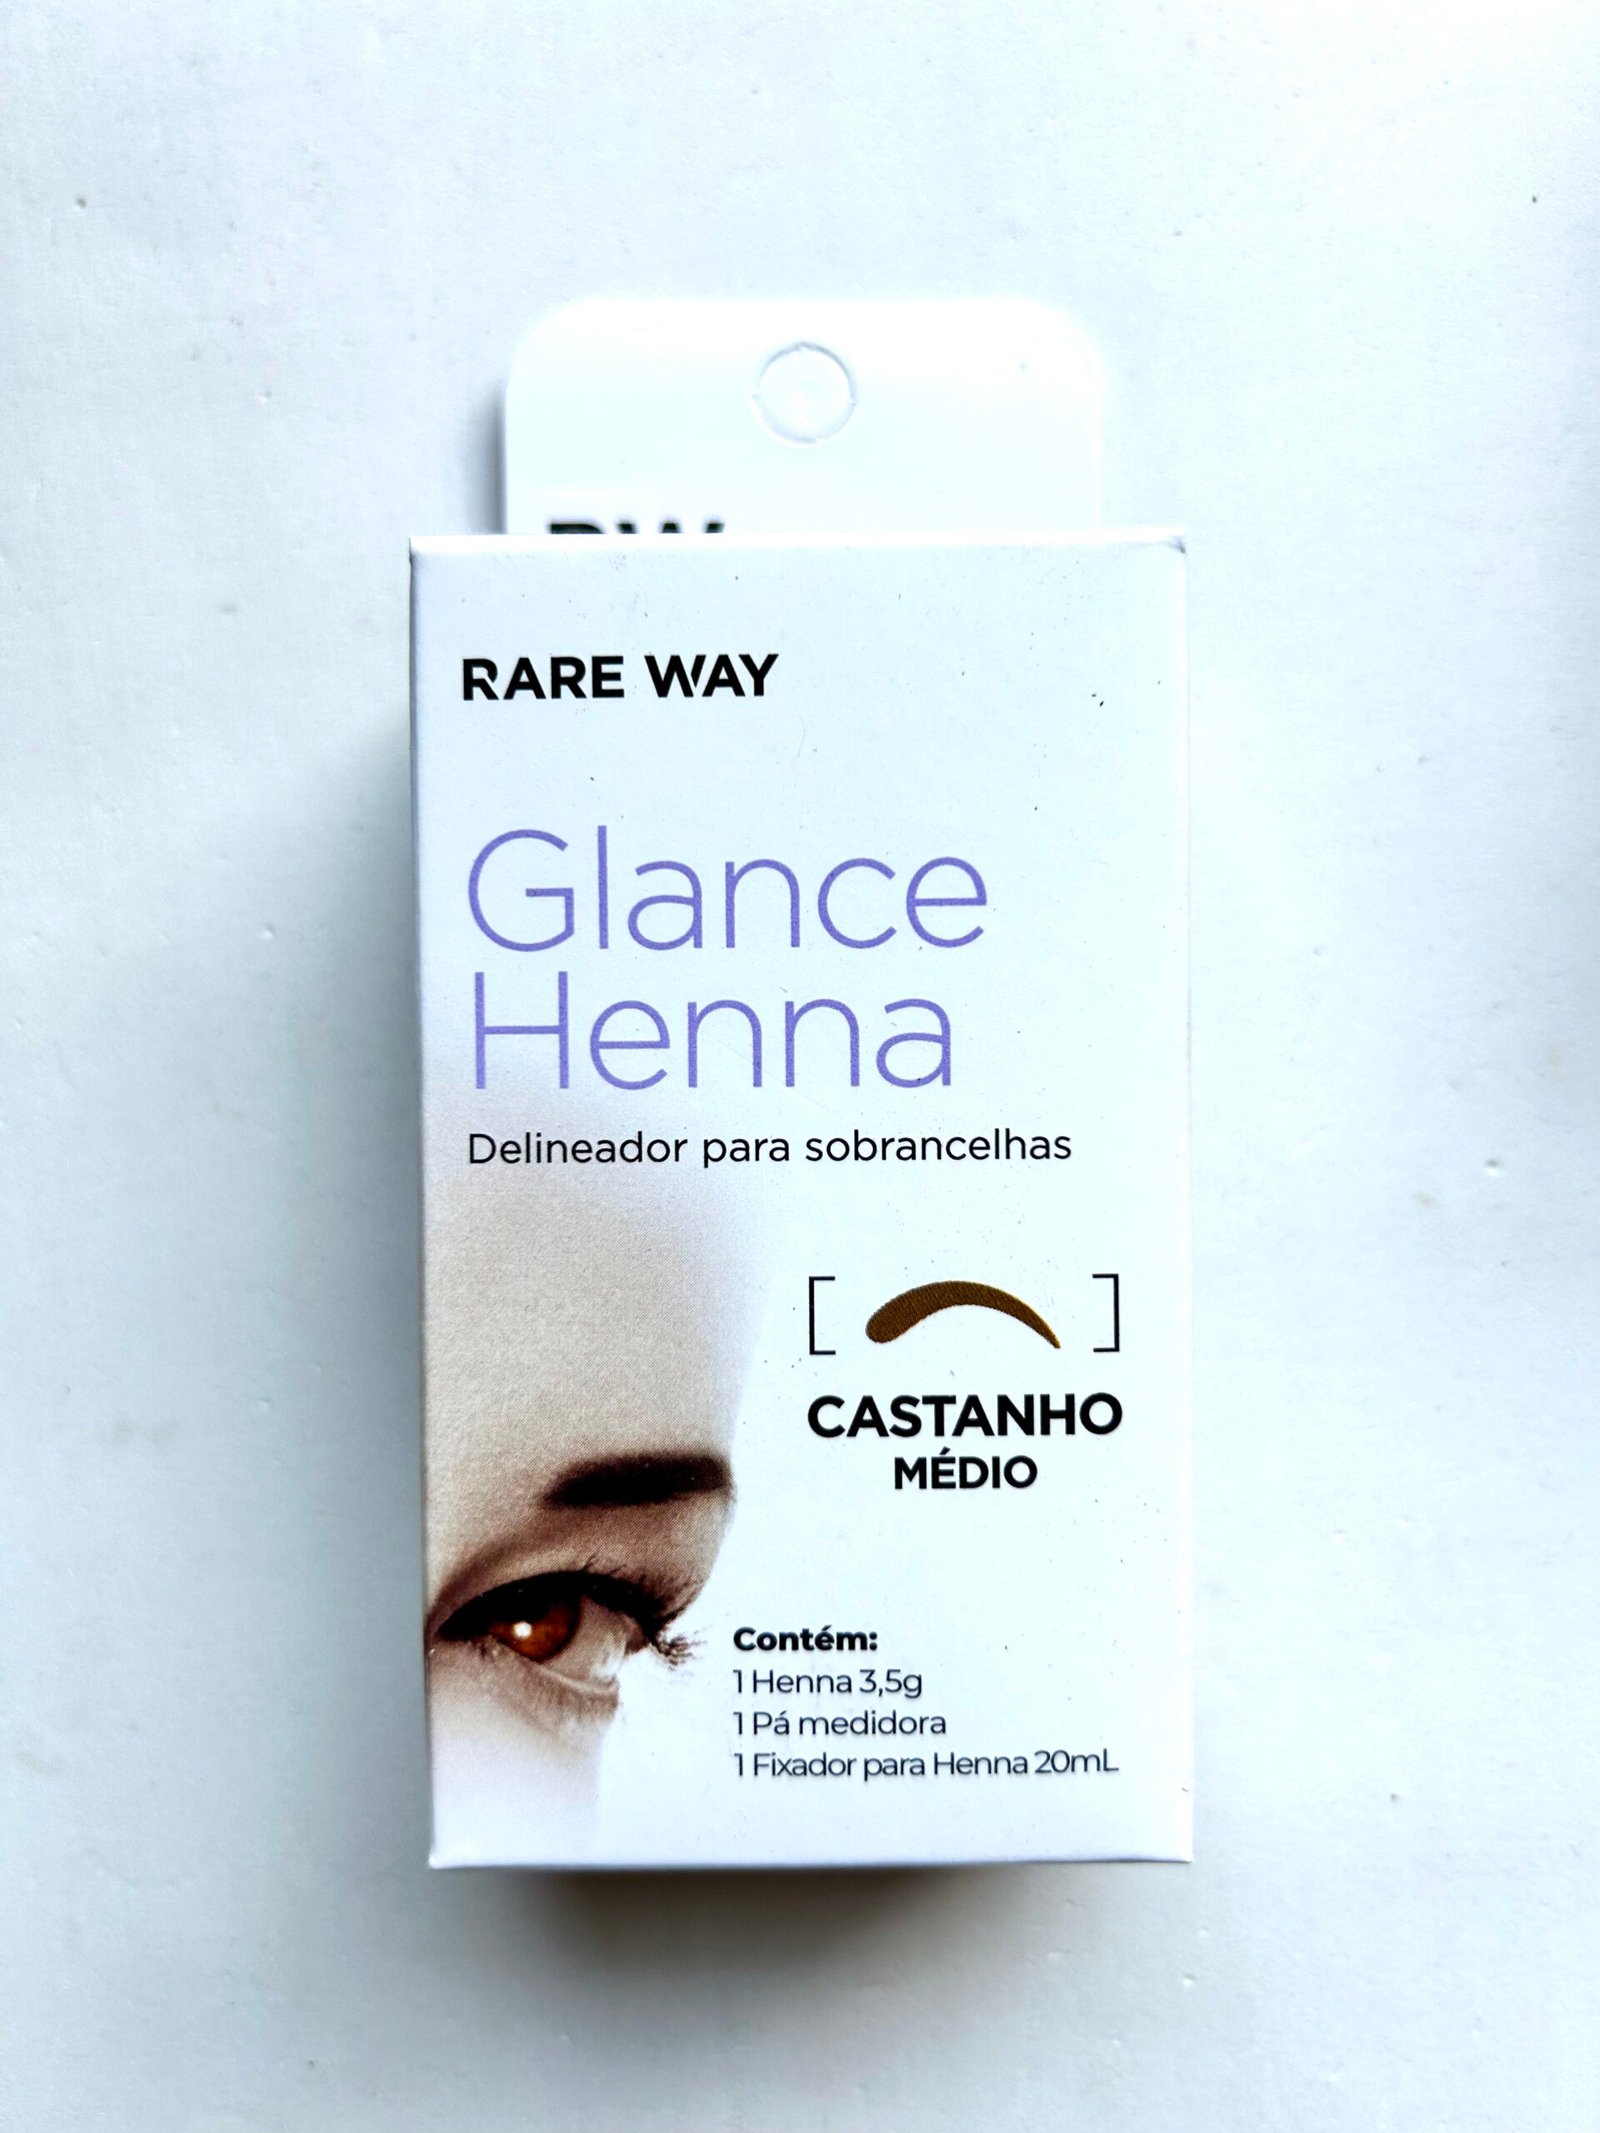 RW
RARE WAY
Glance
Henna
Delineador para sobrancelhas
CASTANHO
MÉDIO
Contém:
1 Henna 3,5g
1 Pá medidora
1 Fixador para Henna 20mL